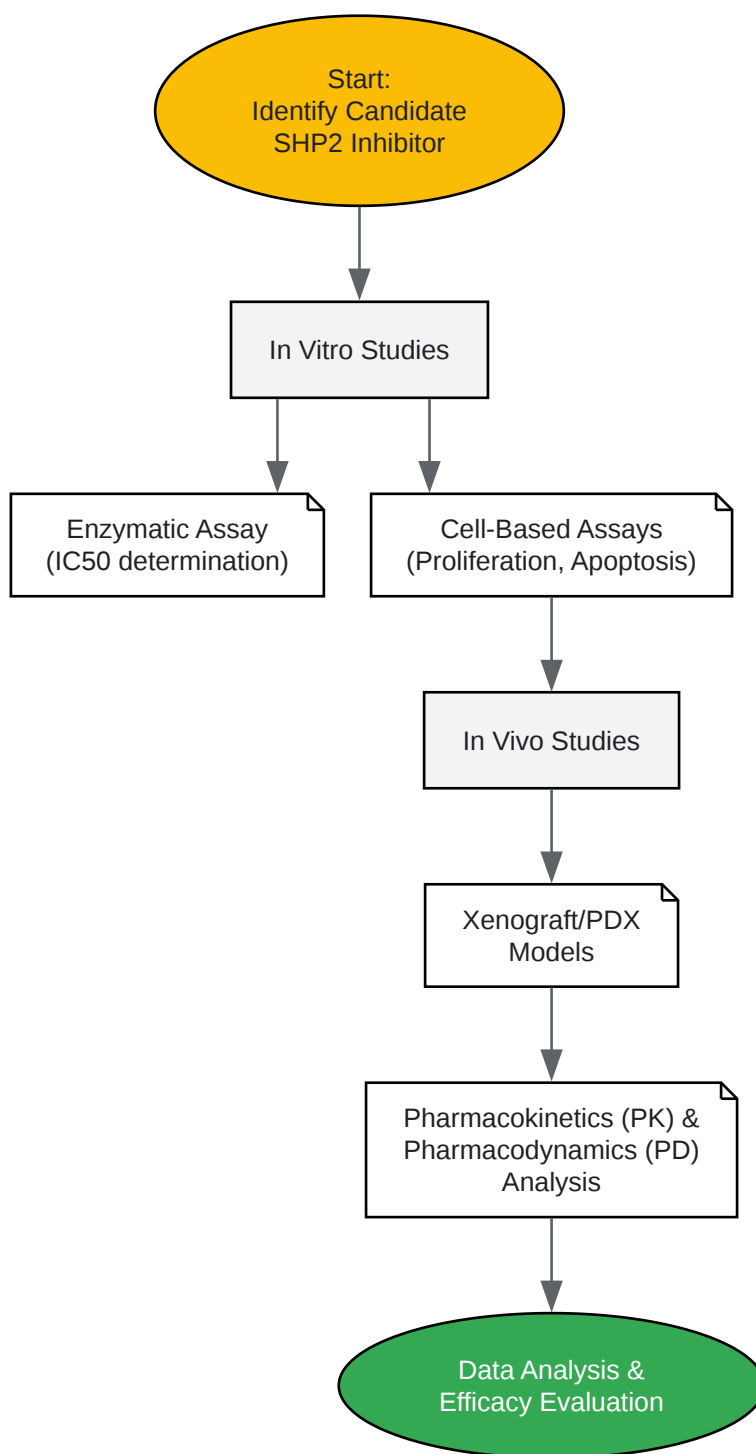 Start:
Identify Candidate
SHP2 Inhibitor
In Vitro Studies
Enzymatic Assay
(IC50 determination)
Cell-Based Assays
(Proliferation, Apoptosis)
In Vivo Studies
Xenograft/PDX
Models
Pharmacokinetics (PK) &
Pharmacodynamics (PD)
Analysis
Data Analysis &
Efficacy Evaluation